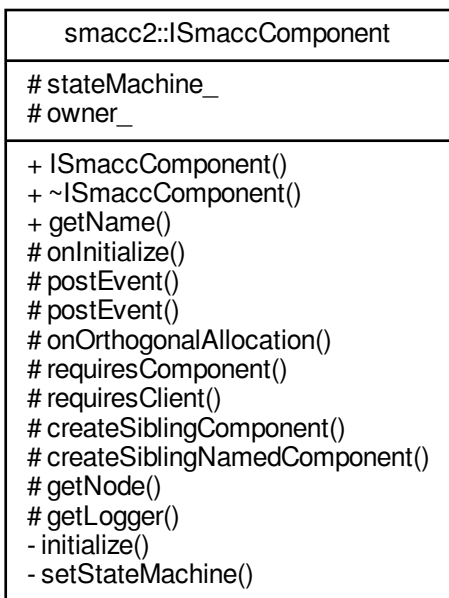 smacc2::ISmaccComponent
# stateMachine_
# owner_
+ ISmaccComponent()
+ ~ISmaccComponent()
+ getName()
# onInitialize()
# postEvent()
# postEvent()
# onOrthogonalAllocation()
# requiresComponent()
# requiresClient()
# createSiblingComponent()
# createSiblingNamedComponent()
# getNode()
# getLogger()
- initialize()
- setStateMachine()